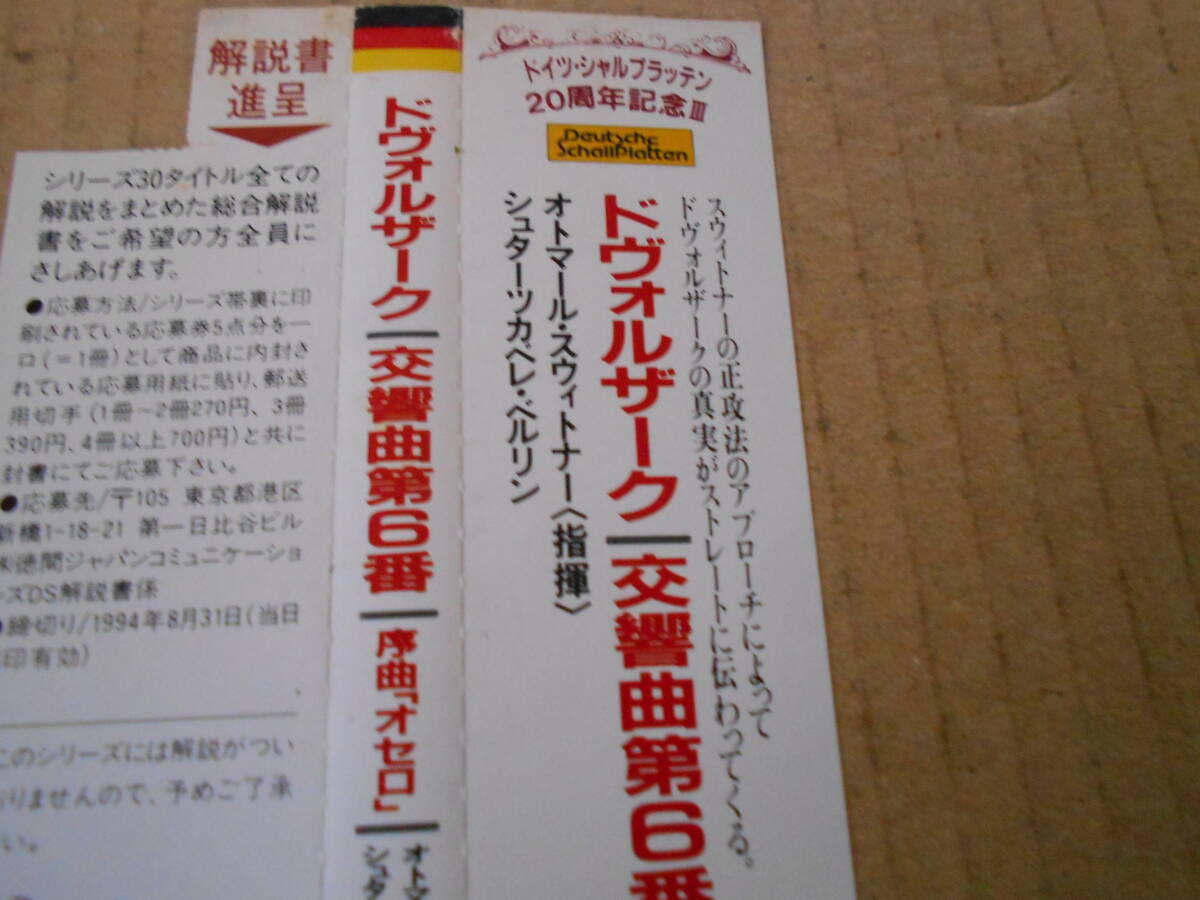 解説書
進呈
シリーズ30タイトル全ての
解説をまとめた総合解説
書をご希望の方全員に
さしあげます。
●応募方法/シリーズ帯裏に印
刷されている応募券5点分を一
口(=1冊)として商品に内封さ
れている応募用紙に貼り、郵送
用切手(1冊〜2冊270円、3冊
390円、4冊以上700円)と共に
封書にてご応募下さい。
●応募先/〒105 東京都港区
新橋1-18-21 第一日比谷ビル
㈱徳間ジャパンコミュニケーショ
ンズDS解説書係
●締切り/1994年8月31日(当日
印有効)
このシリーズには解説がつい
おりませんので、予めご了承
い。
ドヴォルザーク|交響曲第6番|序曲「オセロ」|
オトマ
シュタ
ドイツ・シャルプラッテン
20周年記念Ⅲ
Deutsche
Schallplatten
スウィトナーの正攻法のアプローチによって
ドヴォルザークの真実がストレートに伝わってくる。
ドヴォルザーク|交響曲第6番
オトマール・スウィトナー〈指揮〉
シュターツカペレ・ベルリン